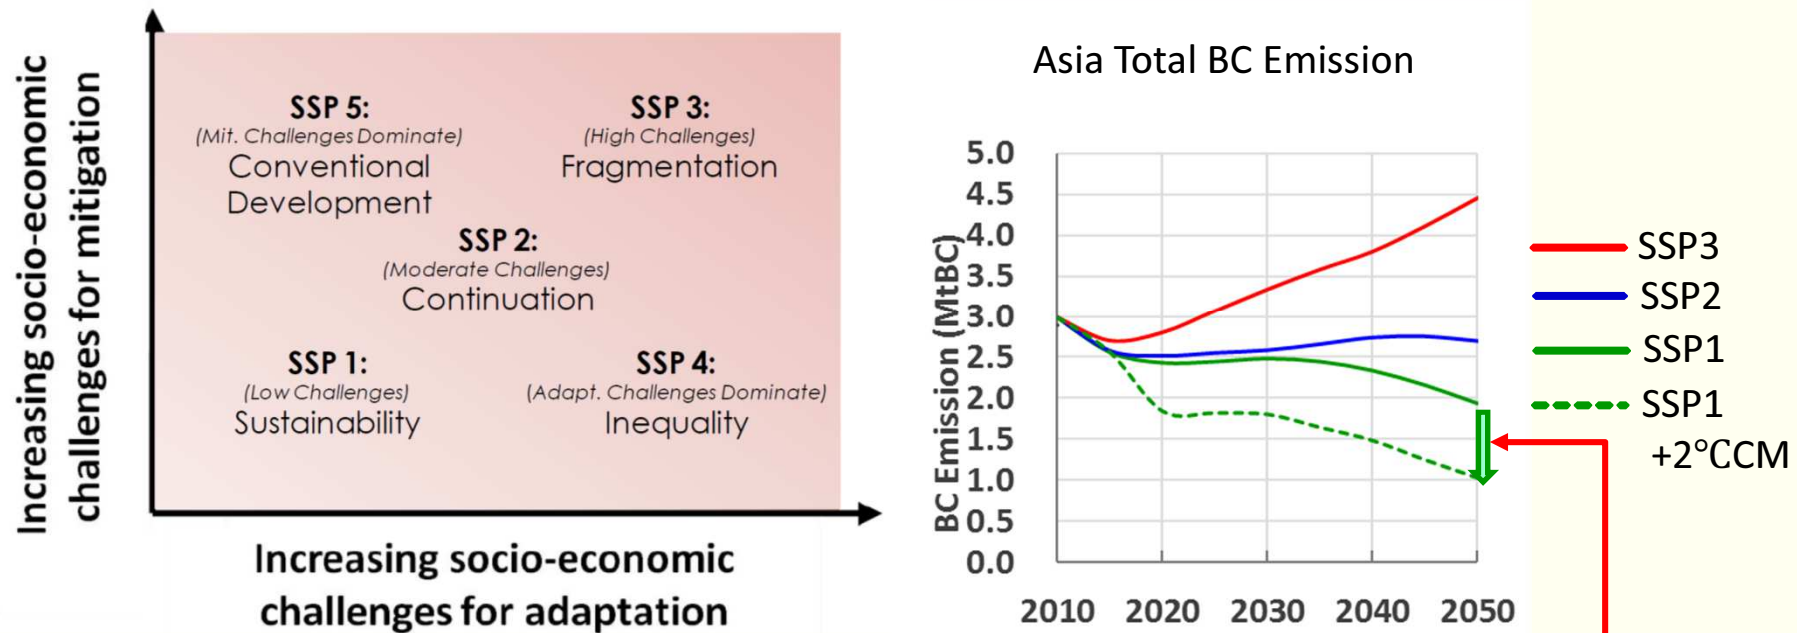 Increasing socio-economic
challenges for mitigation
SSP 5:
(Mit. Challenges Dominate)
Conventional
Development
SSP 3:
(High Challenges)
Fragmentation
SSP 2:
(Moderate Challenges)
Continuation
SSP 1:
(Low Challenges)
Sustainability
SSP 4:
(Adapt. Challenges Dominate)
Inequality
Increasing socio-economic
challenges for adaptation
Asia Total BC Emission
BC Emission (MtBC)
5.0
4.5
4.0
3.5
3.0
2.5
2.0
1.5
1.0
0.5
0.0
2010 2020 2030 2040 2050
SSP3
SSP2
SSP1
SSP1
+2℃CM